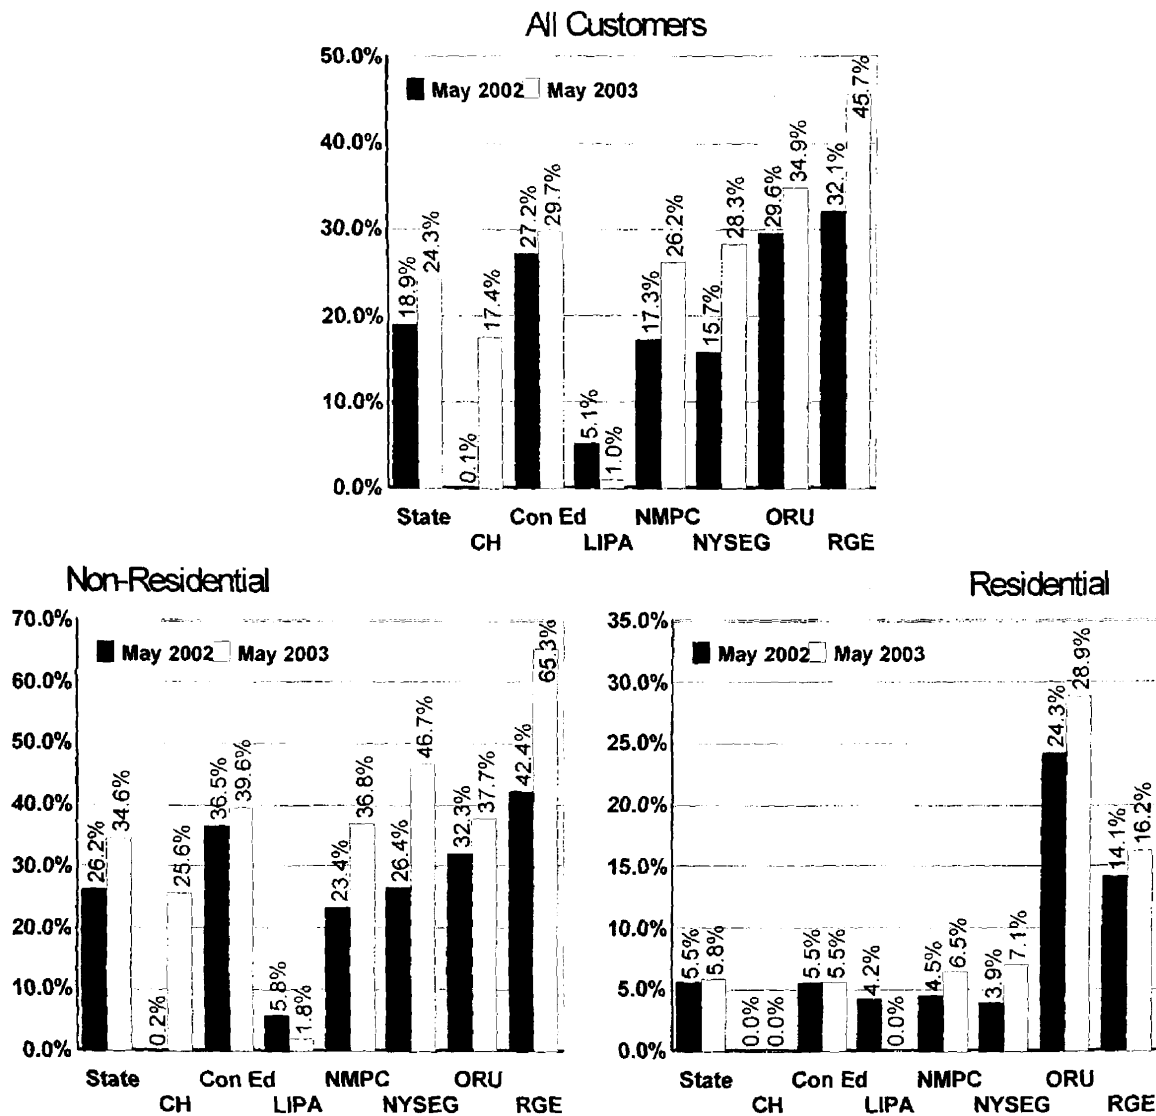 All Customers
50.0%
40.0%
30.0%
20.0%
10.0%
0.0%
May 2002 May 2003
18.9% 24.3% 0.1% 17.4% 27.2% 29.7% 5.1% 1.0% 17.3% 26.2% 15.7% 28.3% 29.6% 34.9% 32.1% 45.7%
State Con Ed NMPC ORU
CH LIPA NYSEG RGE
Non-Residential
70.0%
60.0%
50.0%
40.0%
30.0%
20.0%
10.0%
0.0%
May 2002 May 2003
26.2% 34.6% 0.2% 25.6% 36.5% 39.6% 5.8% 1.8% 23.4% 36.8% 26.4% 46.7% 32.3% 37.7% 42.4% 65.3%
State Con Ed NMPC ORU
CH LIPA NYSEG RGE
Residential
35.0%
30.0%
25.0%
20.0%
15.0%
10.0%
5.0%
0.0%
May 2002 May 2003
5.5% 5.8% 0.0% 0.0% 5.5% 5.5% 4.2% 0.0% 4.5% 6.5% 3.9% 7.1% 24.3% 28.9% 14.1% 16.2%
State Con Ed NMPC ORU
CH LIPA NYSEG RGE